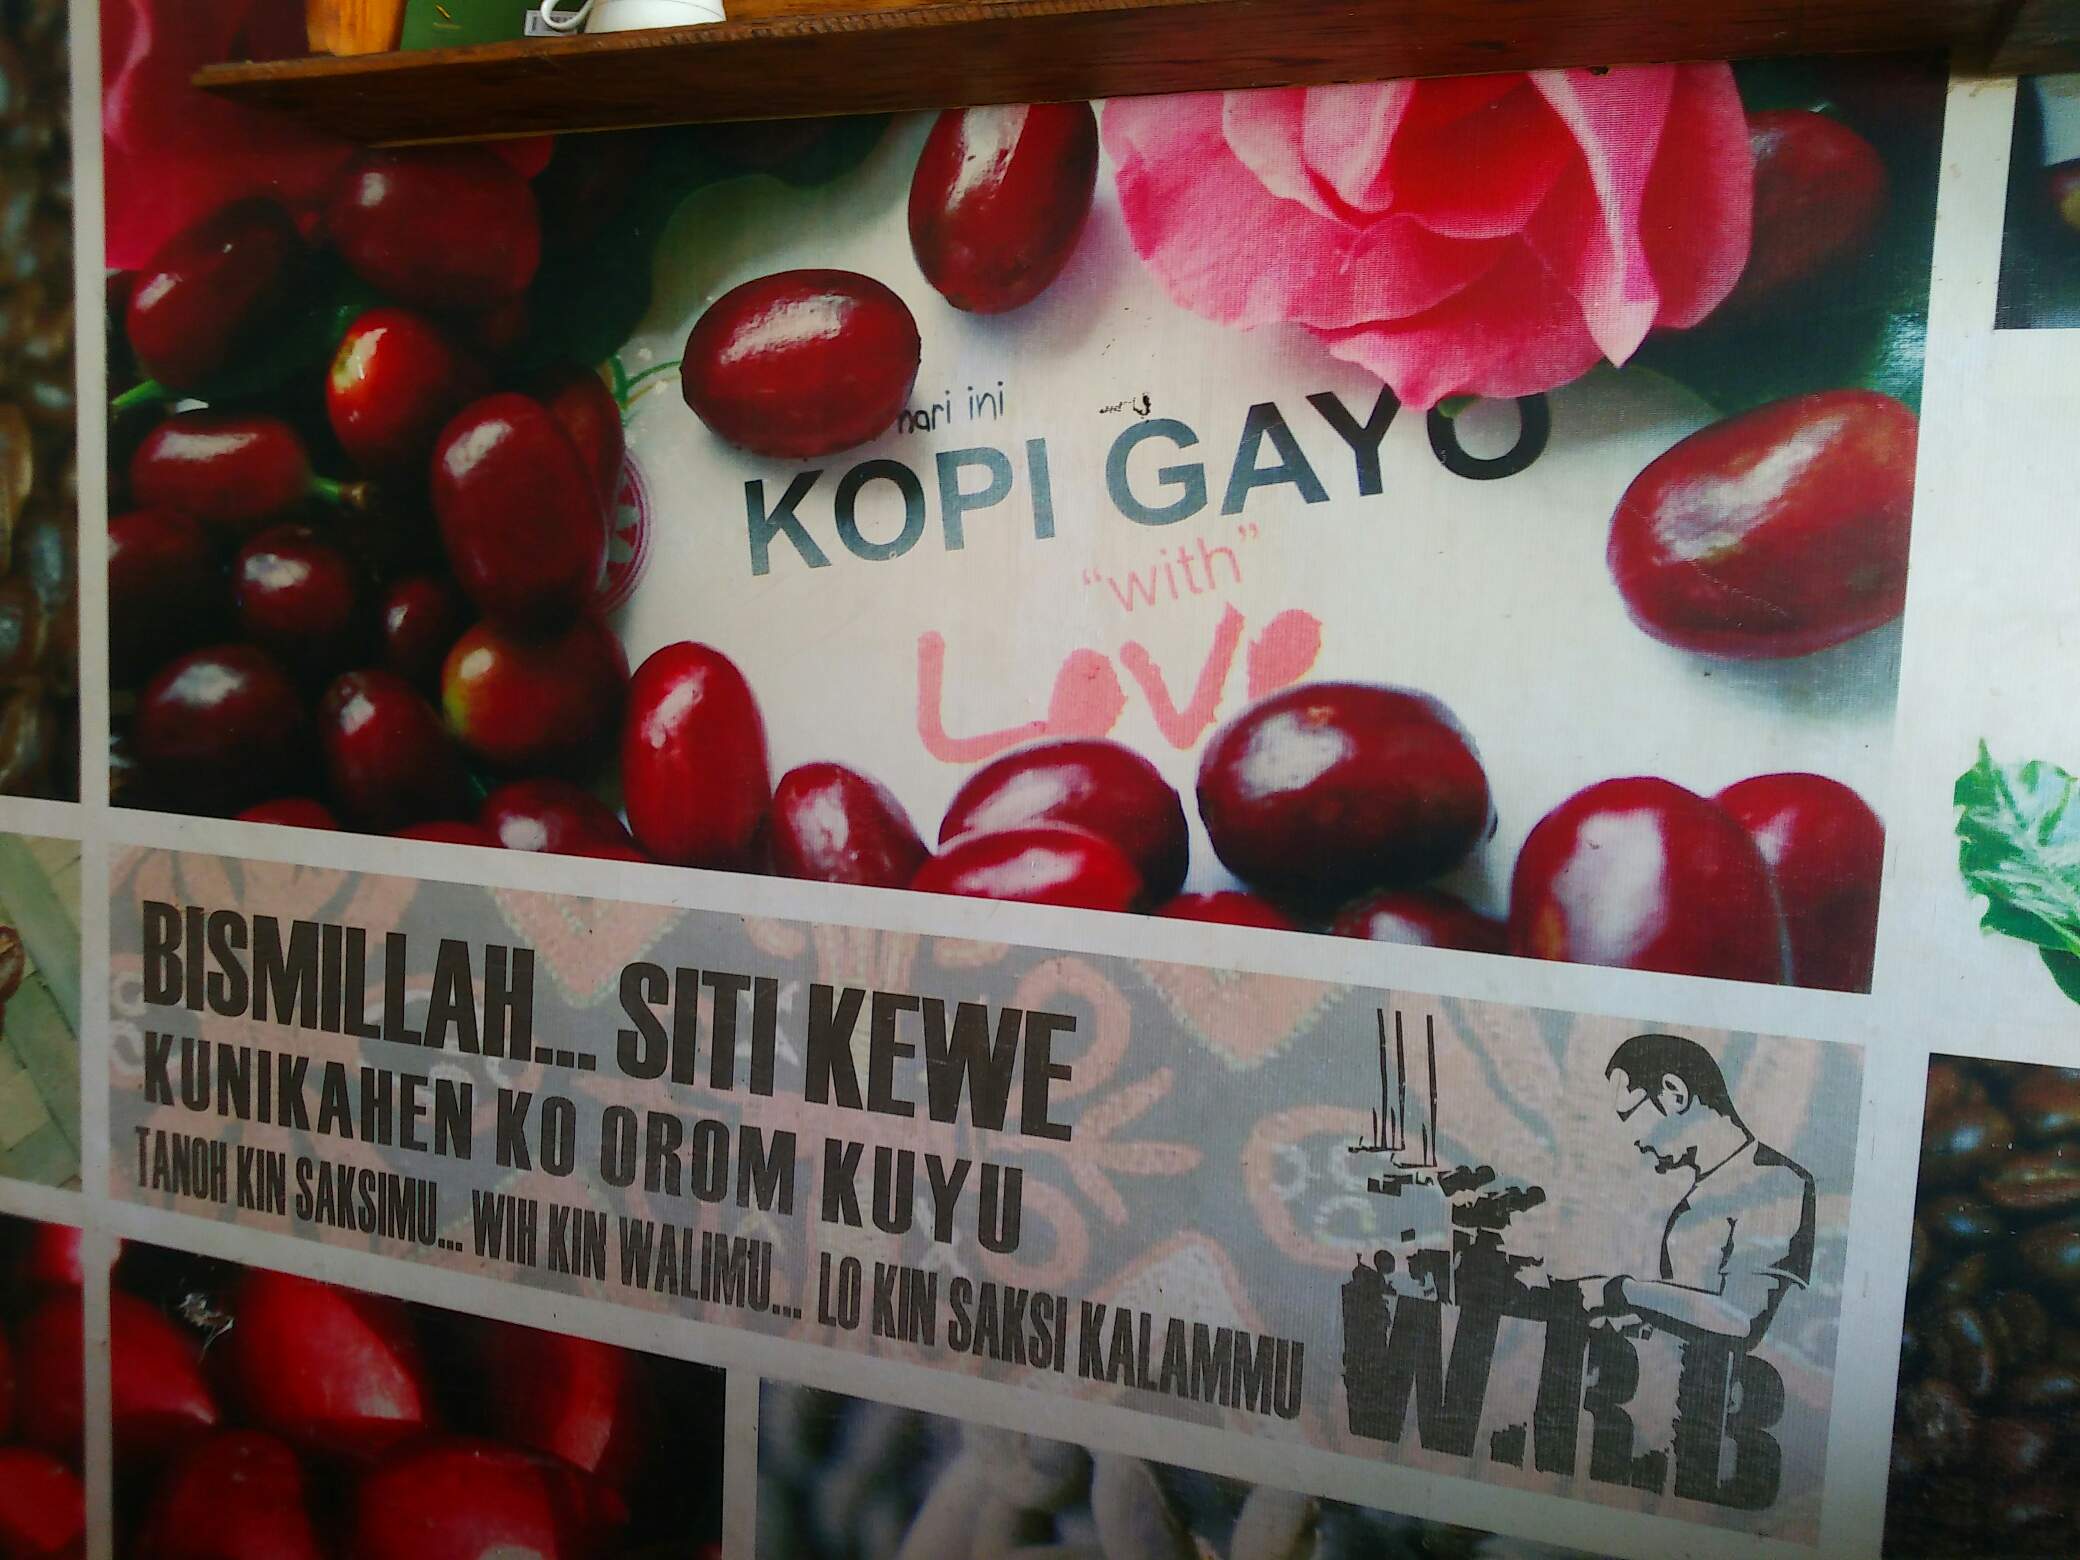 hari ini
KOPI GAYO
“with”
Love
BISMILLAH... SITI KEWE
KUNIKAHEN KO OROM KUYU
TANOH KIN SAKSIMU... WIH KIN WALIMU... LO KIN SAKSI KALAMMU
W.R.B